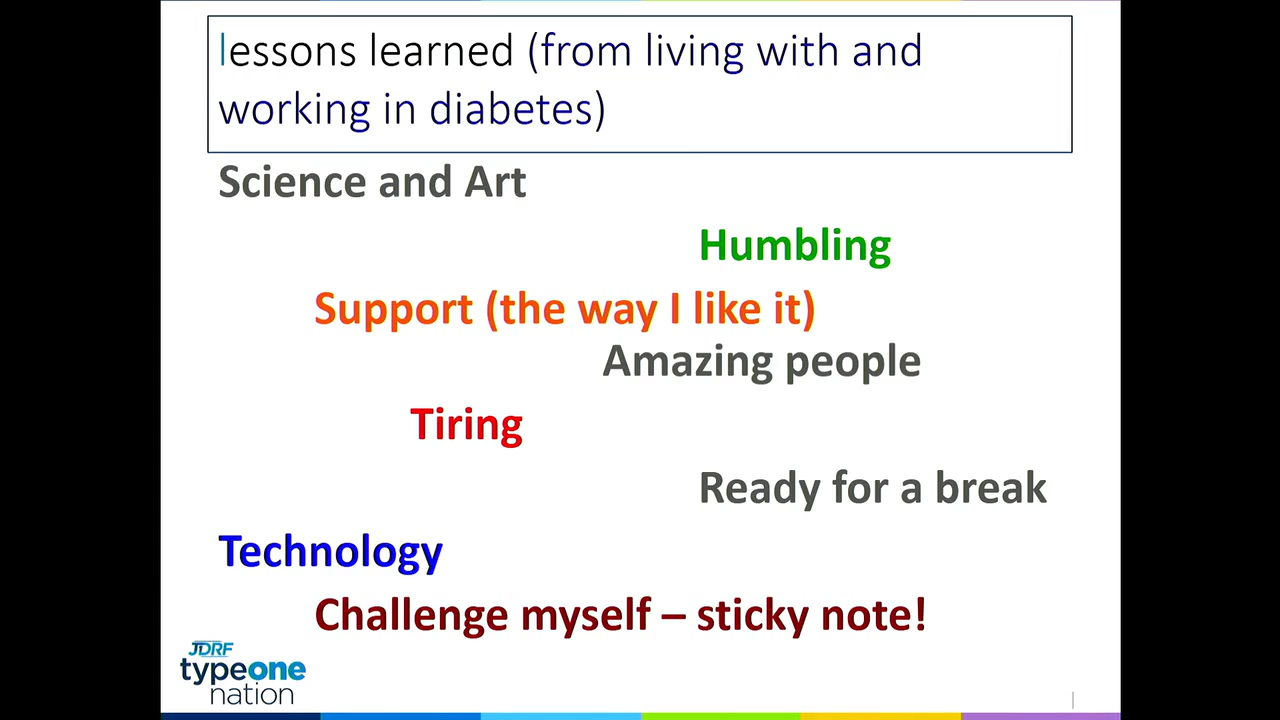 lessons learned (from living with and
working in diabetes)
Science and Art
Humbling
Support (the way I like it)
Amazing people
Tiring
Ready for a break
Technology
Challenge myself – sticky note!
JDRF
typeone
nation